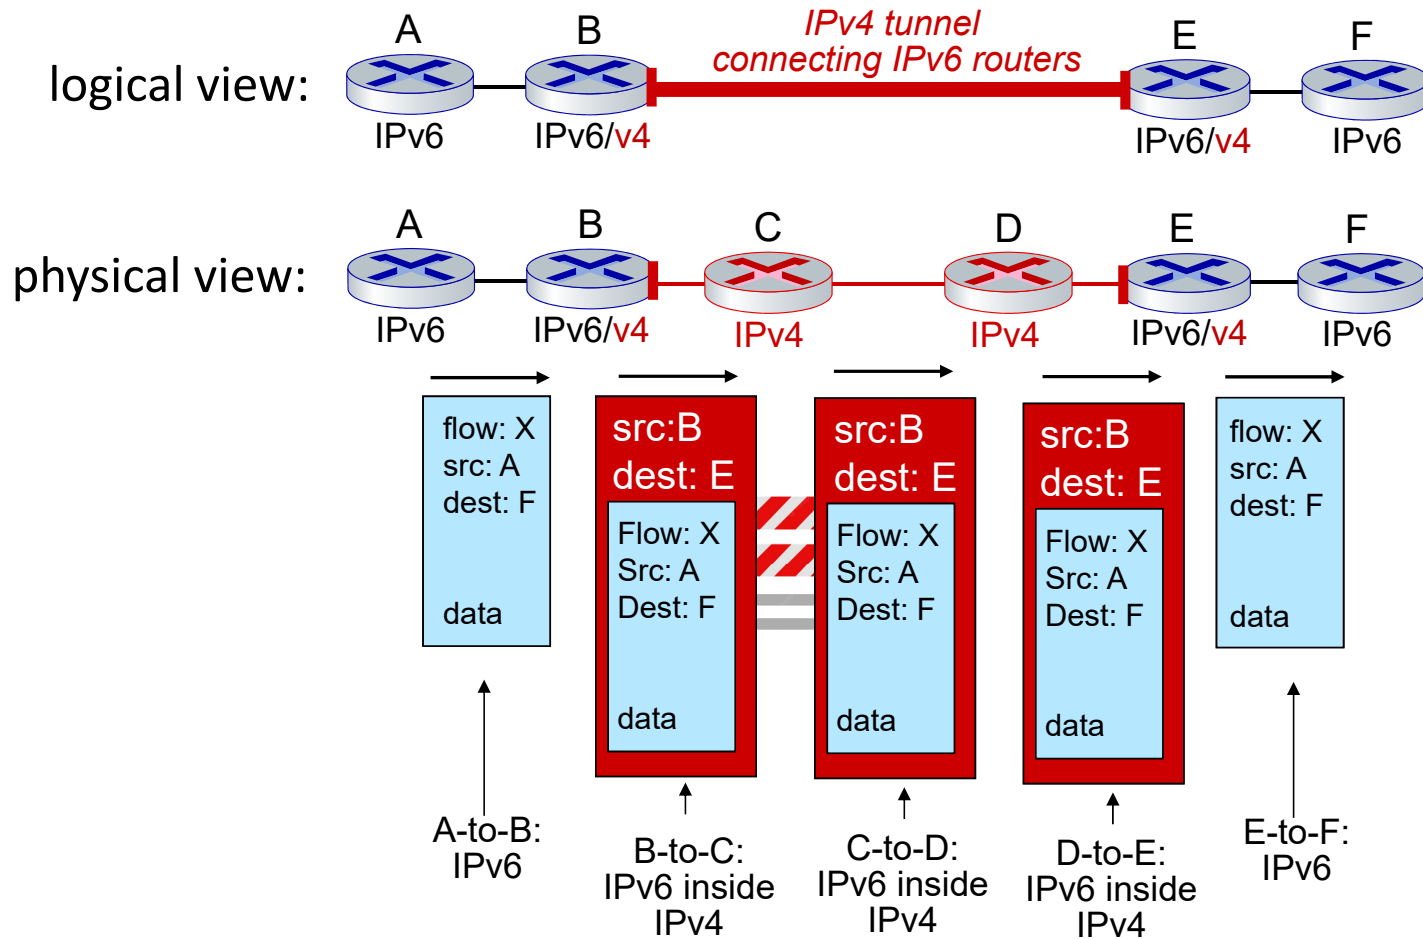 A
B
IPv4 tunnel
connecting IPv6 routers
E
F
logical view:
IPv6
IPv6/v4
IPv6/v4
IPv6
A
B
C
D
E
F
physical view:
IPv6
IPv6/v4
IPv4
IPv4
IPv6/v4
IPv6
flow: X
src: A
dest: F
data
src:B
dest: E
Flow: X
Src: A
Dest: F
data
src:B
dest: E
Flow: X
Src: A
Dest: F
data
src:B
dest: E
Flow: X
Src: A
Dest: F
data
flow: X
src: A
dest: F
data
A-to-B:
IPv6
B-to-C:
IPv6 inside
IPv4
C-to-D:
IPv6 inside
IPv4
D-to-E:
IPv6 inside
IPv4
E-to-F:
IPv6